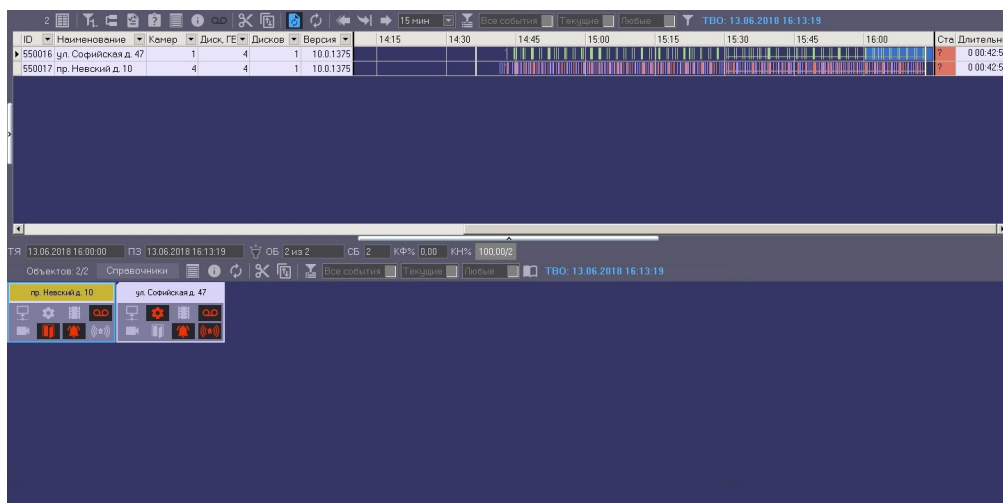 2 15 мин Все события Текущие Любые ТВО: 13.06.2018 16:13:19
ID Наименование Камер Диск, ГБ Дисков Версия 14:15 14:30 14:45 15:00 15:15 15:30 15:45 16:00 Ста Длительн
550016 ул. Софийская д. 47 1 4 1 10.0.1375 ? 0 00:42:5
550017 пр. Невский д. 10 4 4 1 10.0.1375 ? 0 00:42:5
ТЯ 13.06.2018 16:00:00 ПЗ 13.06.2018 16:13:19 ОБ 2 из 2 СБ 2 КФ% 0,00 КН% 100,00/2
Объектов: 2/2 Справочники Все события Текущие Любые ТВО: 13.06.2018 16:13:19
пр. Невский д. 10 ул. Софийская д. 47